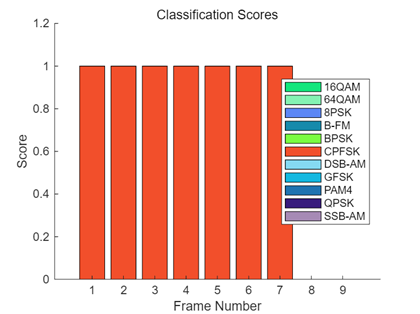 Classification Scores
1.2
1
0.8
0.6
0.4
0.2
0
Score
16QAM
64QAM
8PSK
B-FM
BPSK
CPFSK
DSB-AM
GFSK
PAM4
QPSK
SSB-AM
1 2 3 4 5 6 7 8 9
Frame Number